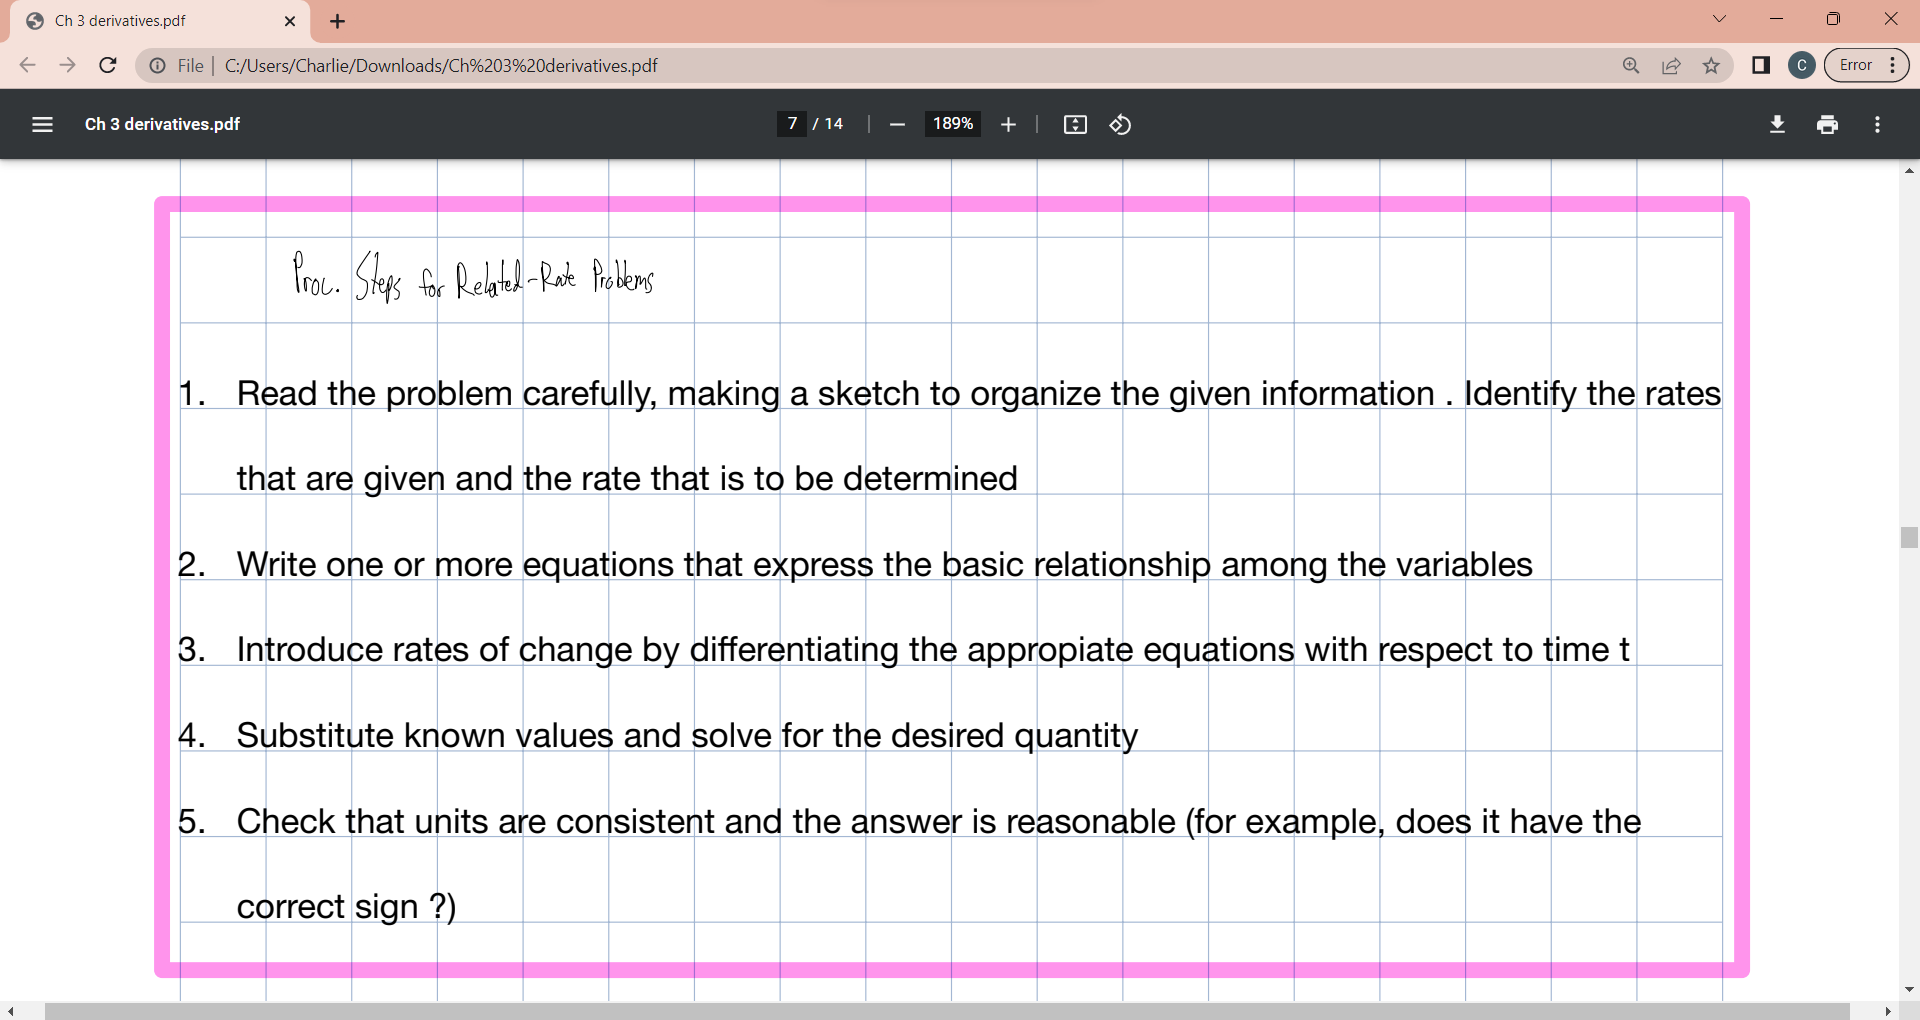 Ch 3 derivatives.pdf
File | C:/Users/Charlie/Downloads/Ch%203%20derivatives.pdf
C
Error
Ch 3 derivatives.pdf
7 / 14
189%
Proc. Steps for Related-Rate Problems
1. Read the problem carefully, making a sketch to organize the given information . Identify the rates
that are given and the rate that is to be determined
2. Write one or more equations that express the basic relationship among the variables
3. Introduce rates of change by differentiating the appropiate equations with respect to time t
4. Substitute known values and solve for the desired quantity
5. Check that units are consistent and the answer is reasonable (for example, does it have the
correct sign ?)